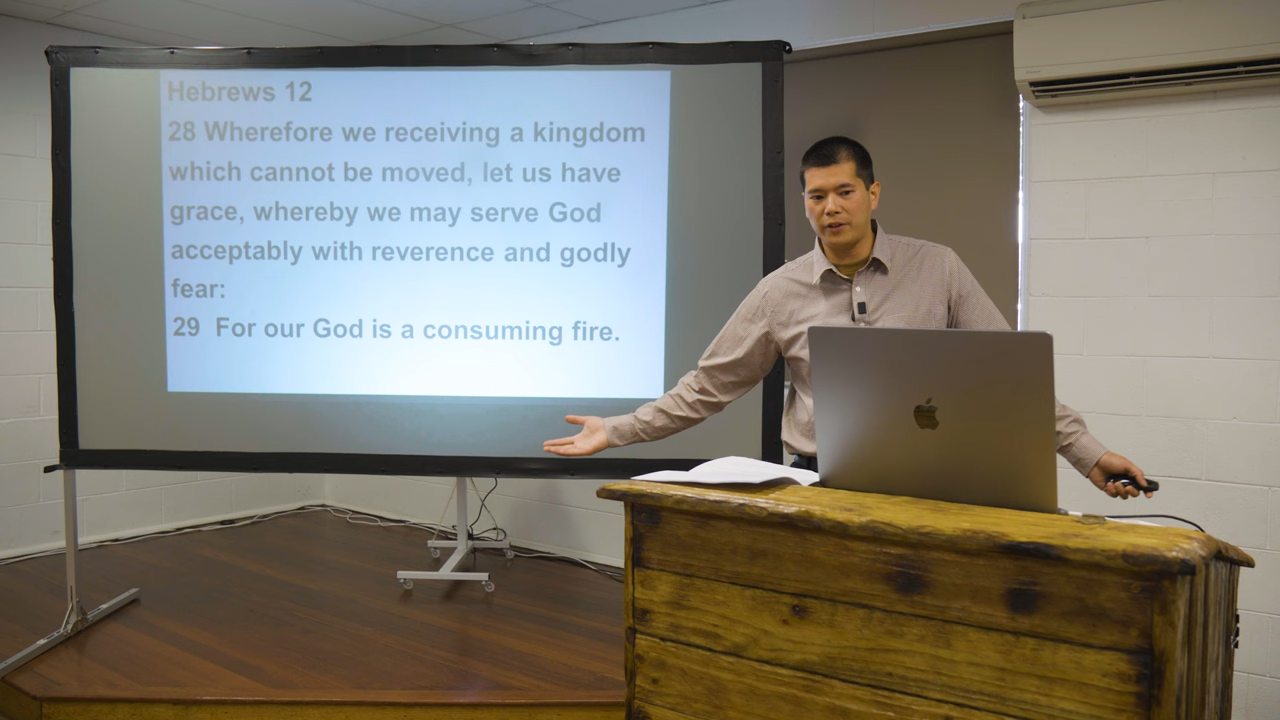 Hebrews 12
28 Wherefore we receiving a kingdom
which cannot be moved, let us have
grace, whereby we may serve God
acceptably with reverence and godly
fear:
29  For our God is a consuming fire.